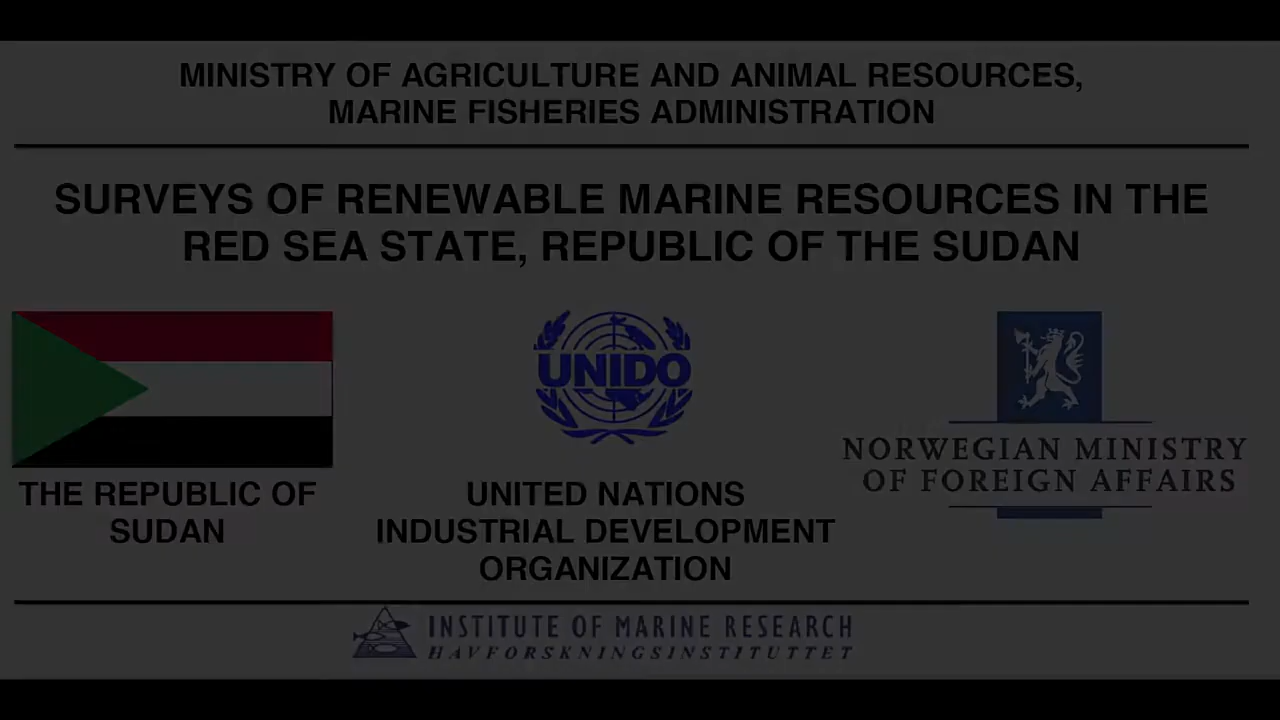 MINISTRY OF AGRICULTURE AND ANIMAL RESOURCES,
MARINE FISHERIES ADMINISTRATION
SURVEYS OF RENEWABLE MARINE RESOURCES IN THE
RED SEA STATE, REPUBLIC OF THE SUDAN
UNIDO
NORWEGIAN MINISTRY
OF FOREIGN AFFAIRS
THE REPUBLIC OF
SUDAN
UNITED NATIONS
INDUSTRIAL DEVELOPMENT
ORGANIZATION
INSTITUTE OF MARINE RESEARCH
HAVFORSKNINGSINSTITUTTET